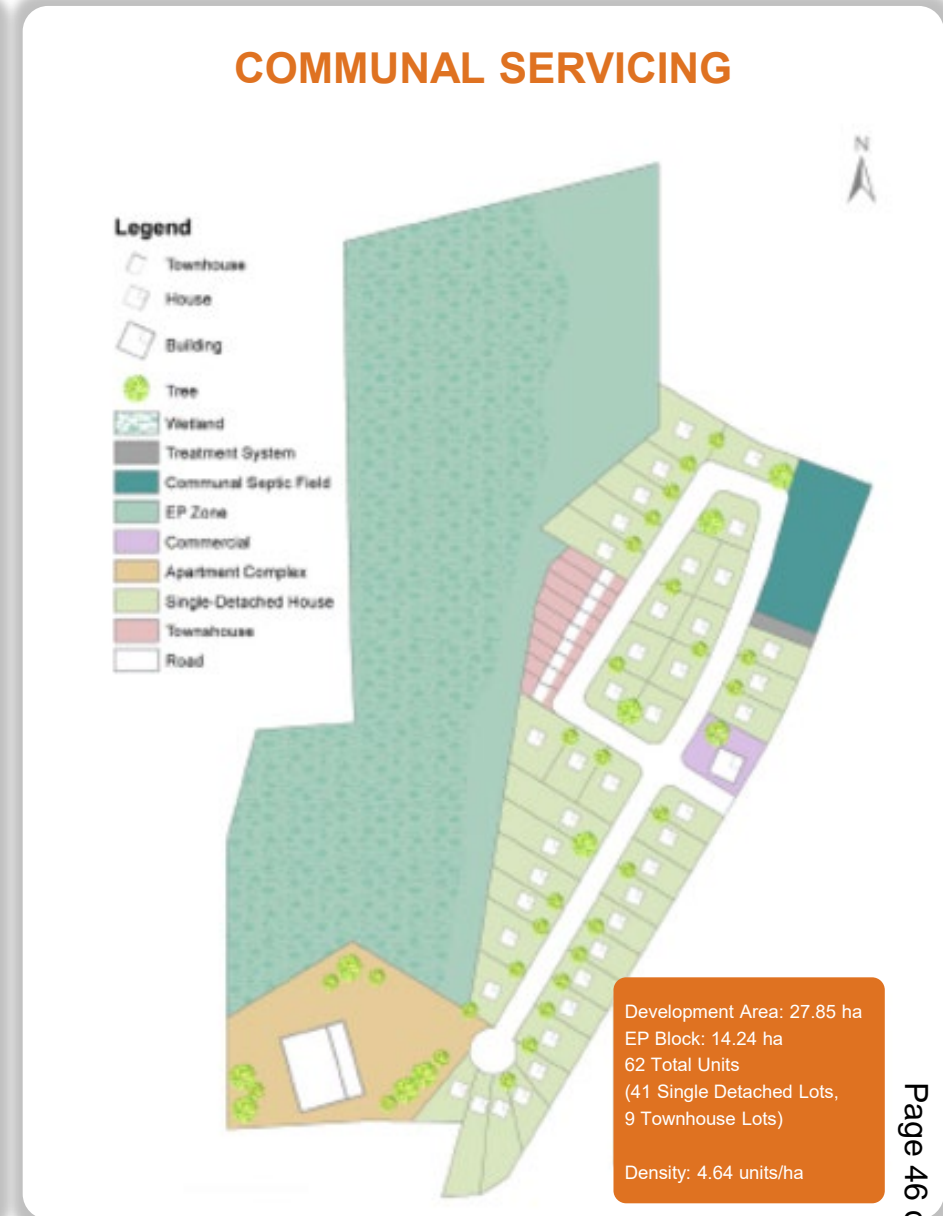 COMMUNAL SERVICING
N
Legend
Townhouse
House
Building
Tree
Wetland
Treatment System
Communal Septic Field
EP Zone
Commercial
Apartment Complex
Single-Detached House
Townshouse
Road
Development Area: 27.85 ha
EP Block: 14.24 ha
62 Total Units
(41 Single Detached Lots,
9 Townhouse Lots)
Density: 4.64 units/ha
Page 46